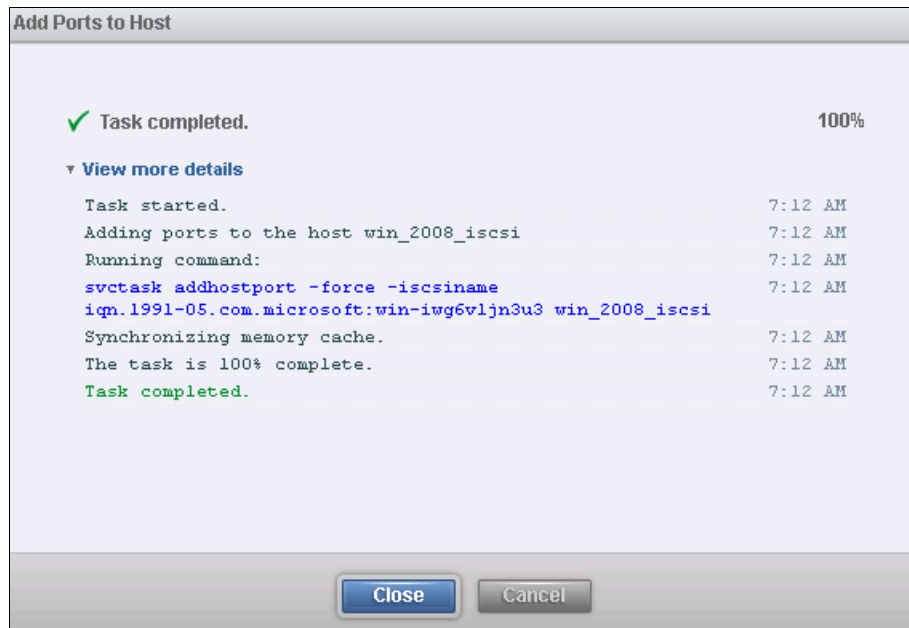 Add Ports to Host
Task completed. 100%
View more details
Task started. 7:12 AM
Adding ports to the host win_2008_iscsi 7:12 AM
Running command: 7:12 AM
svctask addhostport -force -iscsiname 7:12 AM
iqn.1991-05.com.microsoft:win-iwg6vljn3u3 win_2008_iscsi
Synchronizing memory cache. 7:12 AM
The task is 100% complete. 7:12 AM
Task completed. 7:12 AM
Close Cancel